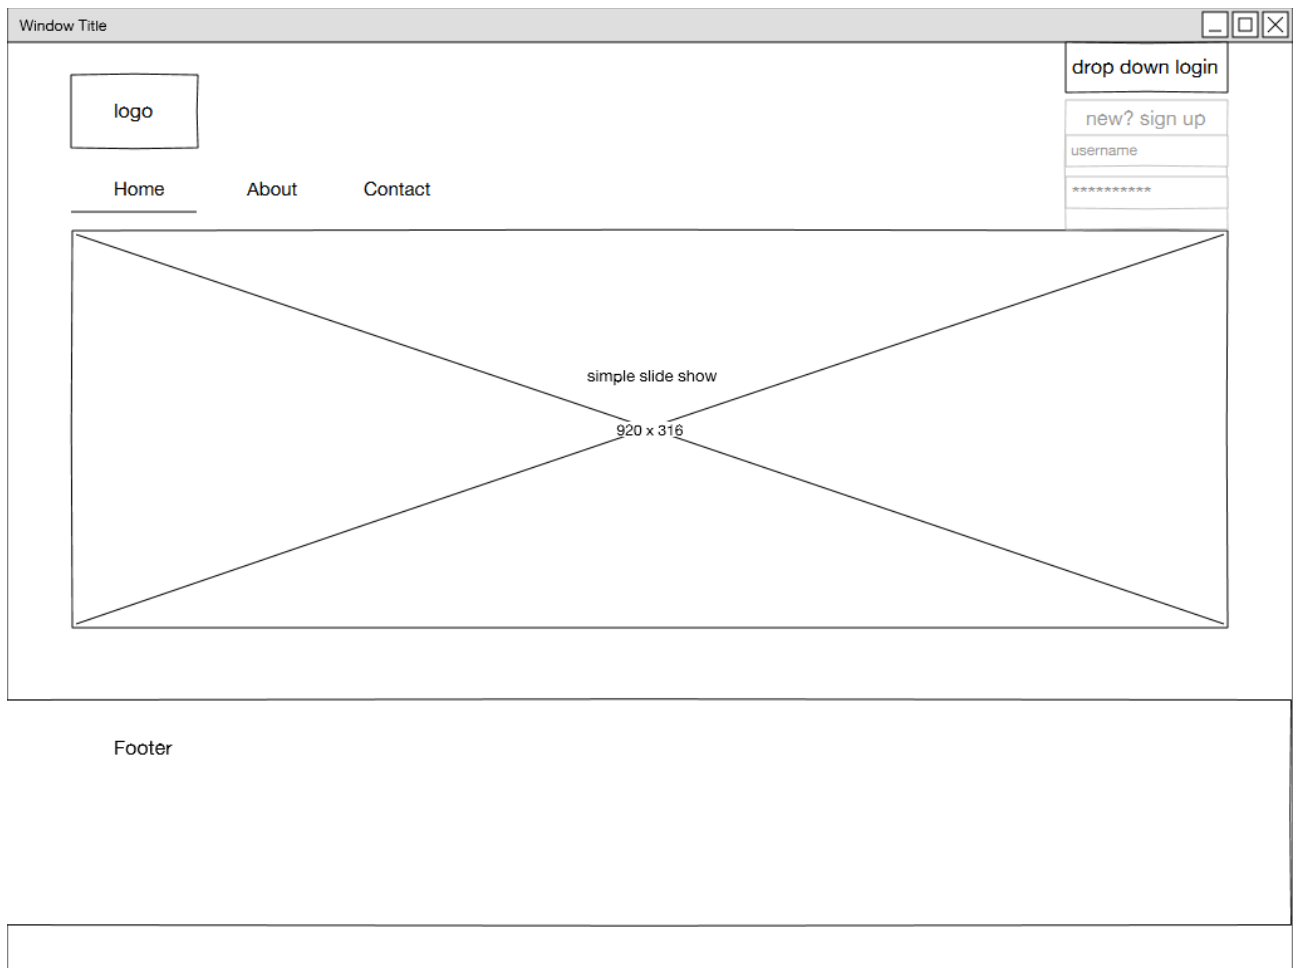 Window Title
drop down login
logo
new? sign up
username
**********
Home About Contact
simple slide show
920 x 316
Footer